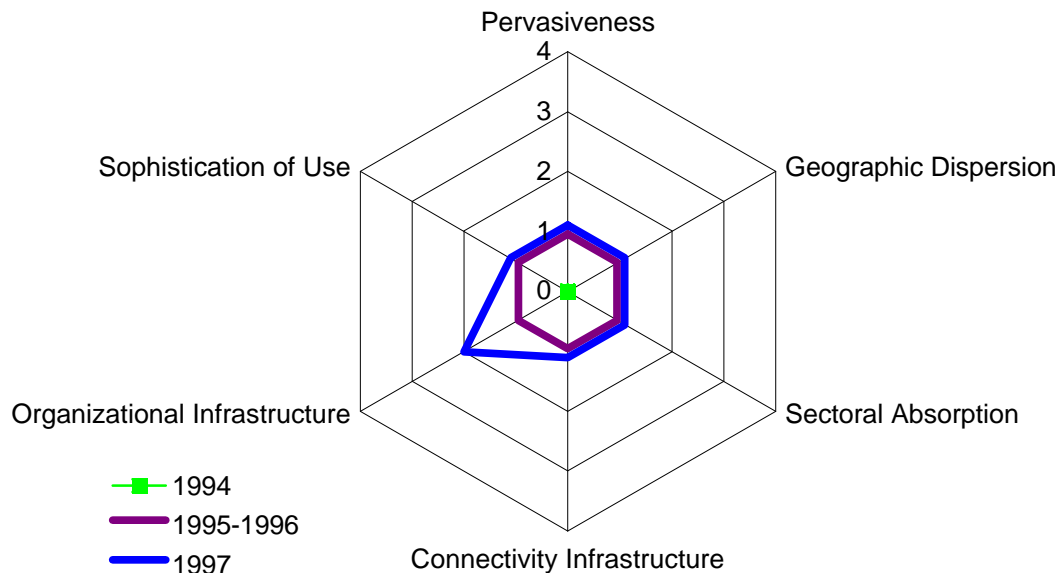 Pervasiveness
4
3
2
1
0
Sophistication of Use
Geographic Dispersion
Organizational Infrastructure
Sectoral Absorption
Connectivity Infrastructure
1994
1995-1996
1997